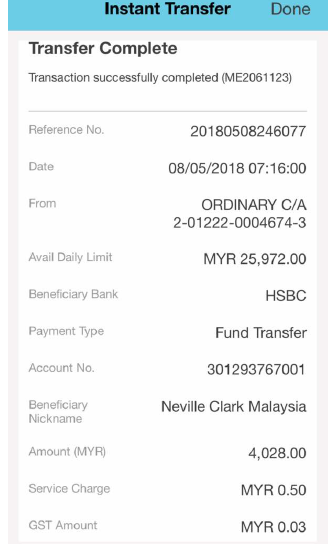 Instant Transfer Done
Transfer Complete
Transaction successfully completed (ME2061123)
Reference No. 20180508246077
Date 08/05/2018 07:16:00
From ORDINARY C/A
2-01222-0004674-3
Avail Daily Limit MYR 25,972.00
Beneficiary Bank HSBC
Payment Type Fund Transfer
Account No. 301293767001
Beneficiary Neville Clark Malaysia
Nickname
Amount (MYR) 4,028.00
Service Charge MYR 0.50
GST Amount MYR 0.03